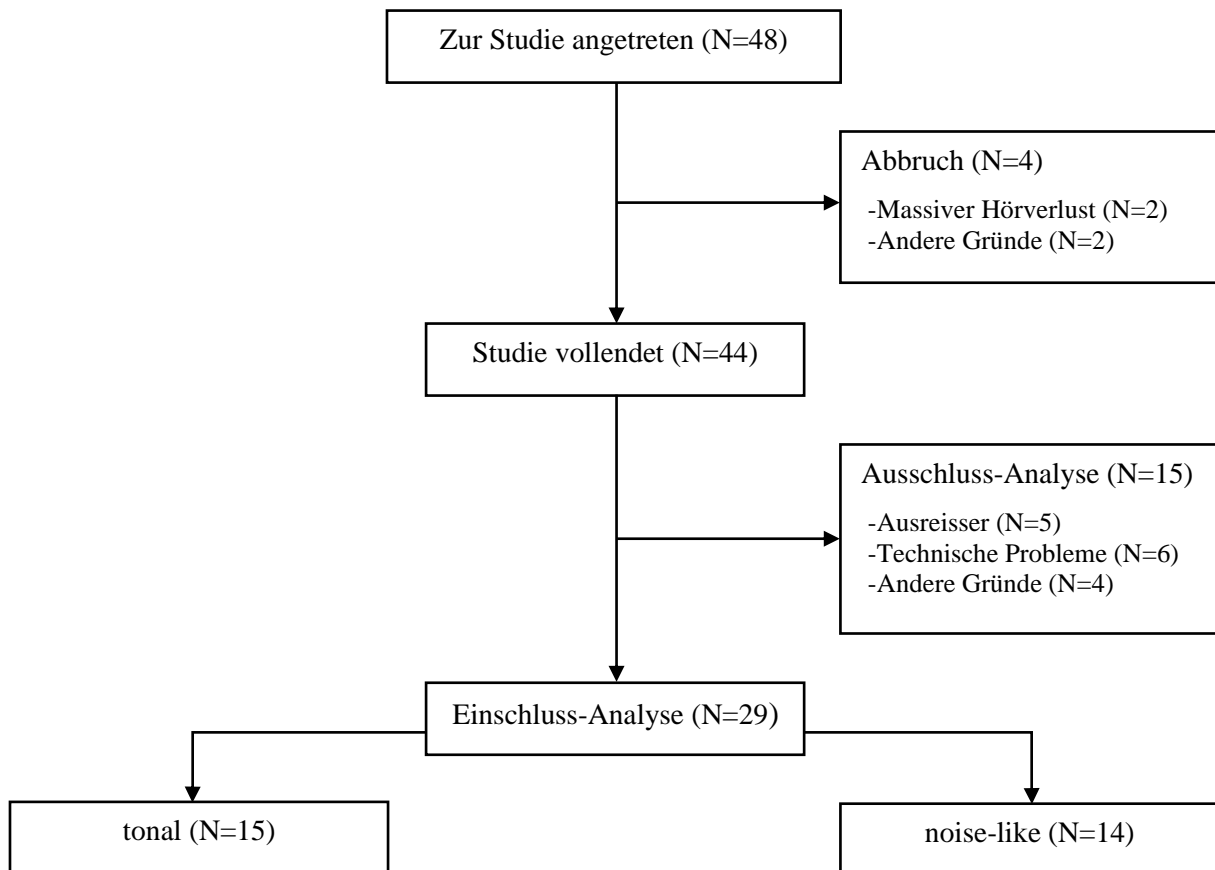 Zur Studie angetreten (N=48)
Abbruch (N=4)
-Massiver Hörverlust (N=2)
-Andere Gründe (N=2)
Studie vollendet (N=44)
Ausschluss-Analyse (N=15)
-Ausreisser (N=5)
-Technische Probleme (N=6)
-Andere Gründe (N=4)
Einschluss-Analyse (N=29)
tonal (N=15)
noise-like (N=14)